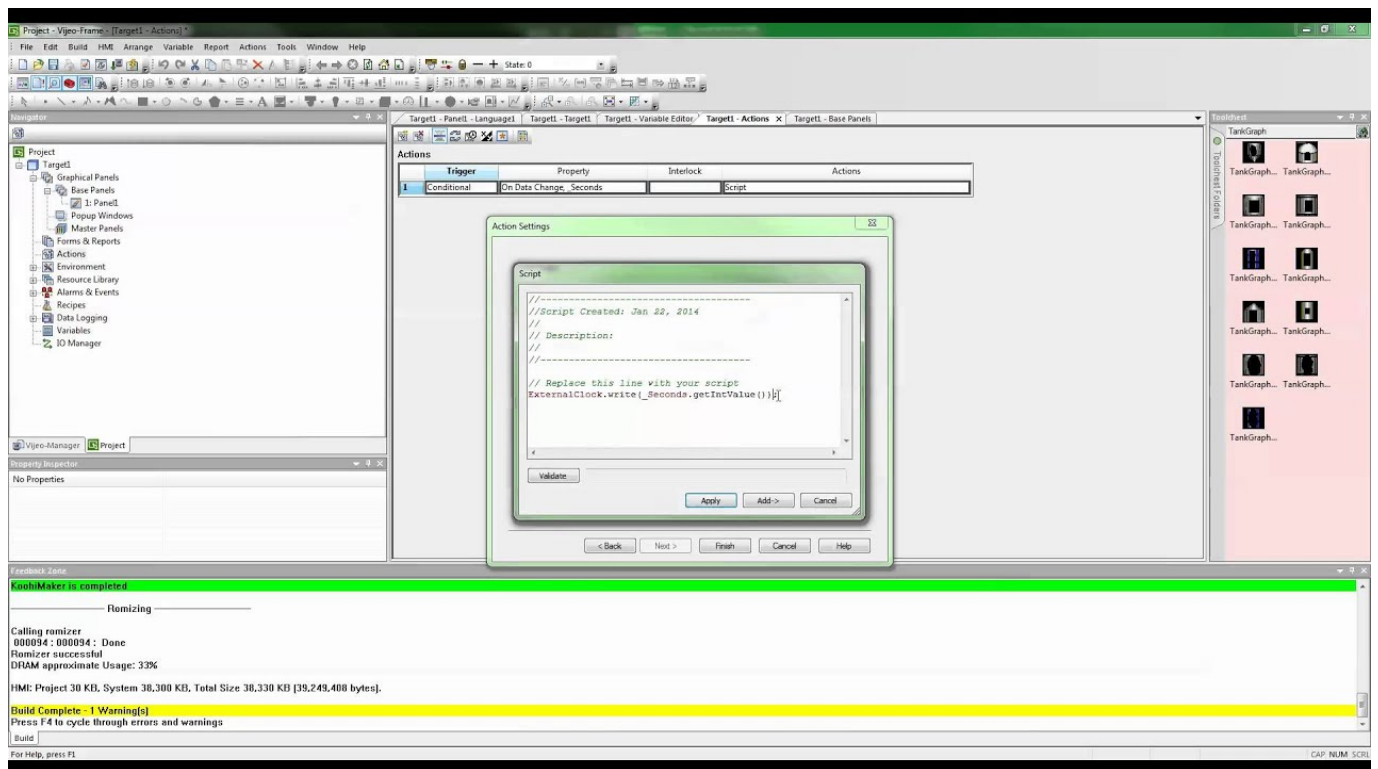 Project - Vijeo-Frame - [Target1 - Actions] *
File Edit Build HMI Arrange Variable Report Actions Tools Window Help
State: 0
Navigator
Target1 - Panel1 - Language1 Target1 - Target1 Target1 - Variable Editor Target1 - Actions x Target1 - Base Panels
Toolchest
Project
Target1
Graphical Panels
Base Panels
1: Panel1
Popup Windows
Master Panels
Forms & Reports
Actions
Environment
Resource Library
Alarms & Events
Recipes
Data Logging
Variables
IO Manager
Vijeo-Manager Project
Property Inspector
No Properties
Actions
Trigger Property Interlock Actions
1 Conditional On Data Change, _Seconds Script
Action Settings
Script
//-------------------------------------
//Script Created: Jan 22, 2014
//
// Description:
//
//-------------------------------------
// Replace this line with your script
ExternalClock.write(_Seconds.getIntValue());
Validate
Apply Add-> Cancel
< Back Next > Finish Cancel Help
TankGraph
Toolchest Folders
TankGraph... TankGraph...
TankGraph... TankGraph...
TankGraph... TankGraph...
TankGraph... TankGraph...
TankGraph... TankGraph...
TankGraph...
Feedback Zone
KoohiMaker is completed
Romizing
Calling romizer
000094 : 000094 : Done
Romizer successful
DRAM approximate Usage: 33%
HMI: Project 30 KB, System 38,300 KB, Total Size 38,330 KB [39,249,408 bytes].
Build Complete - 1 Warning(s)
Press F4 to cycle through errors and warnings
Build
For Help, press F1
CAP NUM SCRL